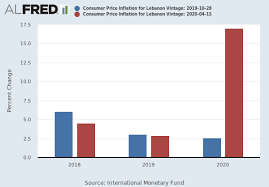 ALFRED
Consumer Price Inflation for Lebanon Vintage: 2019-10-28
Consumer Price Inflation for Lebanon Vintage: 2020-04-15
Percent Change
17.5
15.0
12.5
10.0
7.5
5.0
2.5
0.0
2018
2019
2020
Source: International Monetary Fund